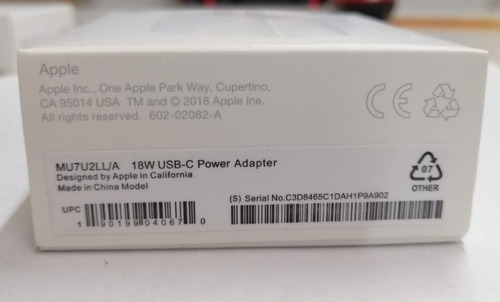 Apple
Apple Inc., One Apple Park Way, Cupertino,
CA 95014 USA TM and © 2018 Apple Inc.
All rights reserved. 602-02082-A
MU7U2LL/A 18W USB-C Power Adapter
Designed by Apple in California
Made in China Model
07
OTHER
UPC
(S) Serial No.C3D8465C1DAH1P9A902
1 90199 04067 0